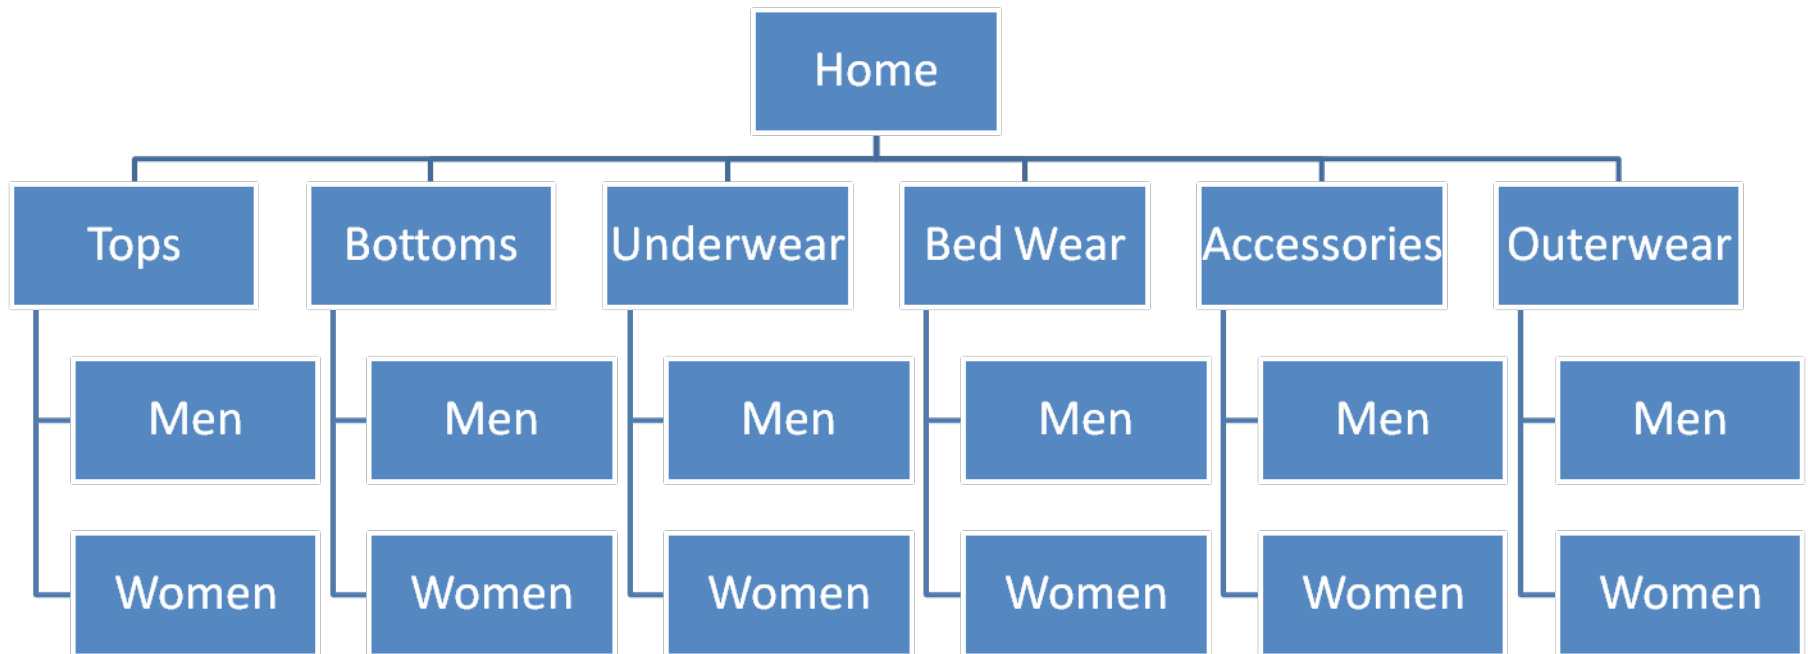 Home
Tops
Bottoms
Underwear
Bed Wear
Accessories
Outerwear
Men
Men
Men
Men
Men
Men
Women
Women
Women
Women
Women
Women